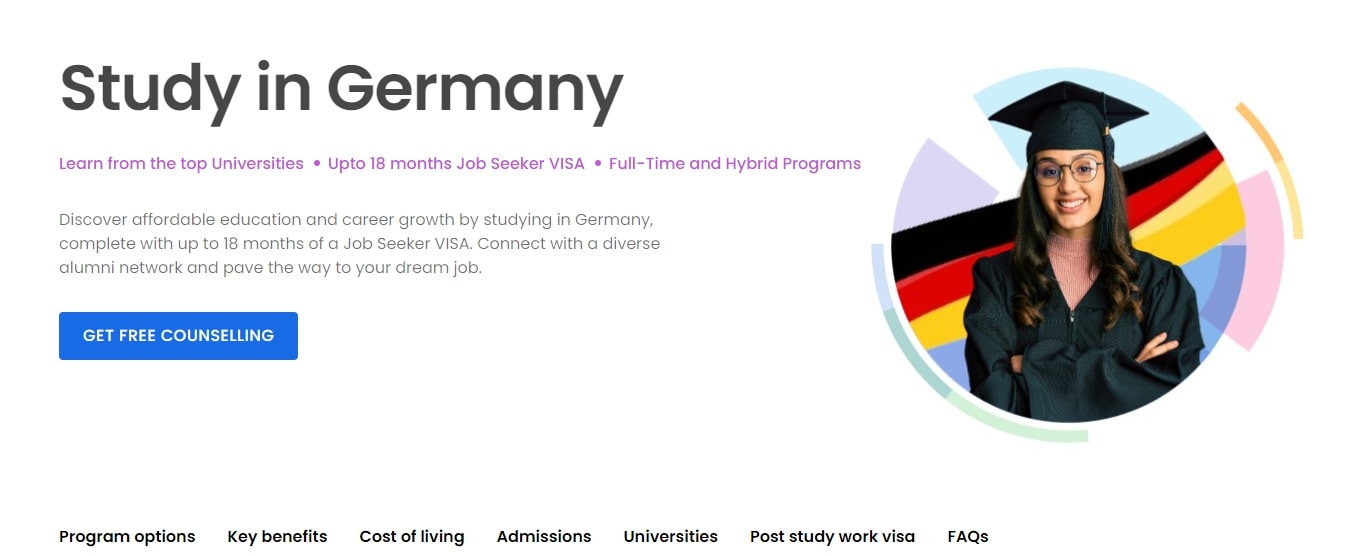 Study in Germany
Learn from the top Universities • Upto 18 months Job Seeker VISA • Full-Time and Hybrid Programs
Discover affordable education and career growth by studying in Germany,
complete with up to 18 months of a Job Seeker VISA. Connect with a diverse
alumni network and pave the way to your dream job.
GET FREE COUNSELLING
Program options Key benefits Cost of living Admissions Universities Post study work visa FAQs